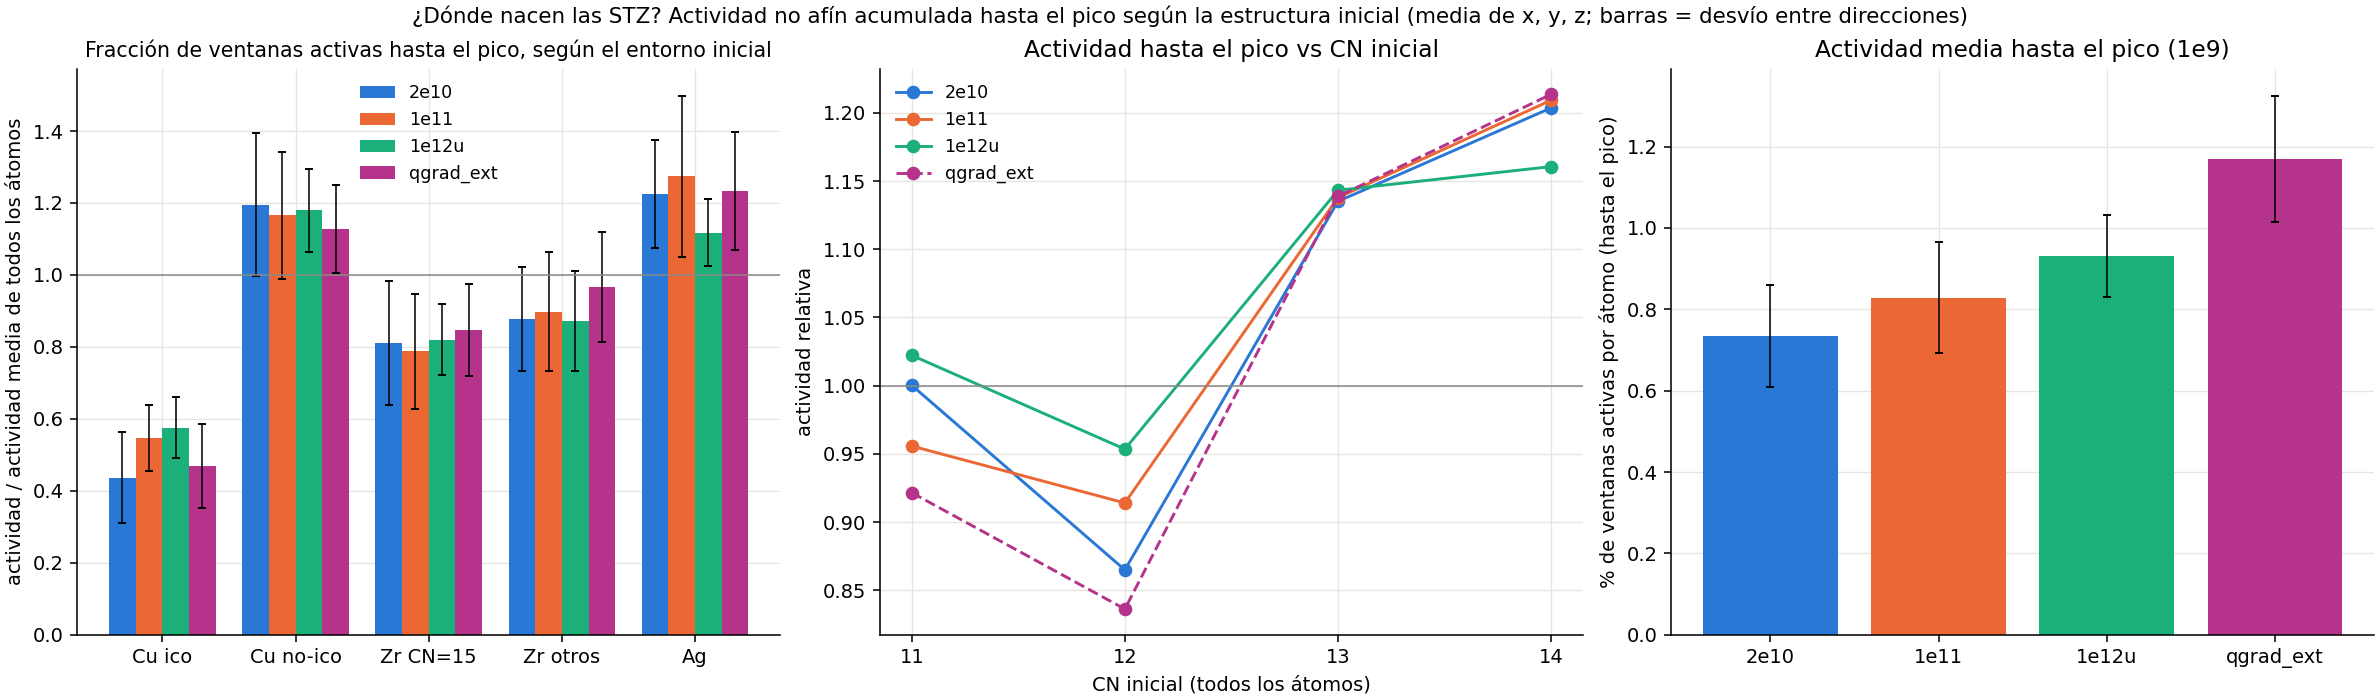 ¿Dónde nacen las STZ? Actividad no afín acumulada hasta el pico según la estructura inicial (media de x, y, z; barras = desvío entre direcciones)
Fracción de ventanas activas hasta el pico, según el entorno inicial
actividad / actividad media de todos los átomos
1.4
1.2
1.0
0.8
0.6
0.4
0.2
0.0
2e10
1e11
1e12u
qgrad_ext
Cu ico
Cu no-ico
Zr CN=15
Zr otros
Ag
Actividad hasta el pico vs CN inicial
actividad relativa
1.20
1.15
1.10
1.05
1.00
0.95
0.90
0.85
2e10
1e11
1e12u
qgrad_ext
11
12
13
14
CN inicial (todos los átomos)
Actividad media hasta el pico (1e9)
% de ventanas activas por átomo (hasta el pico)
1.2
1.0
0.8
0.6
0.4
0.2
0.0
2e10
1e11
1e12u
qgrad_ext